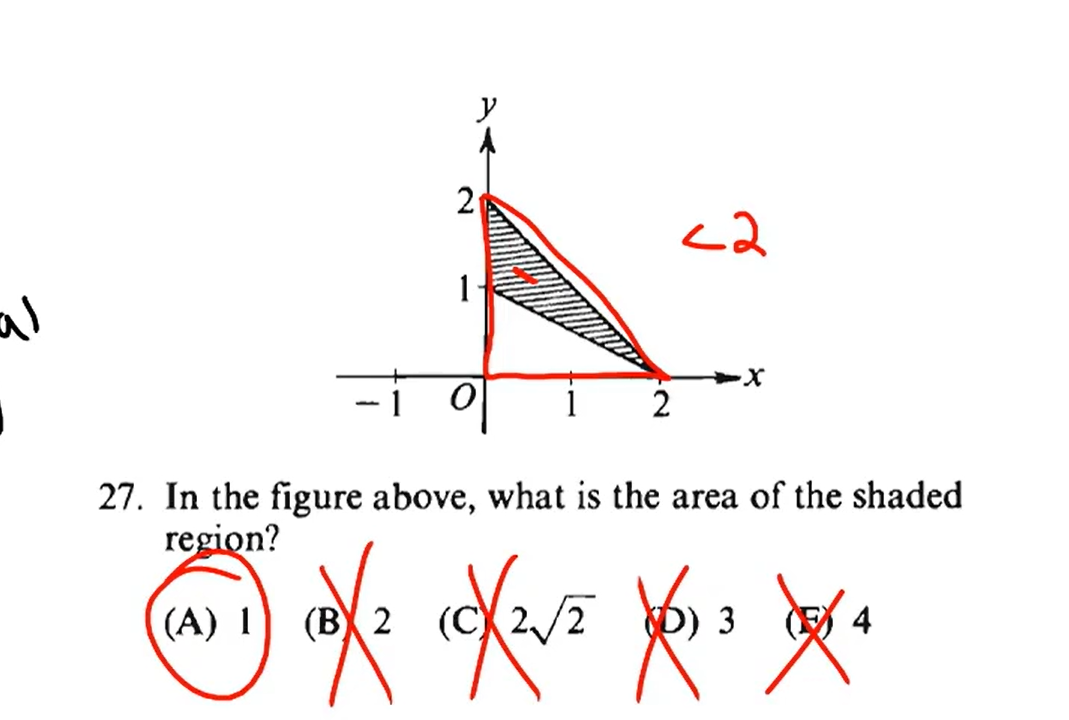 y
2
<2
1
al
x
−1 O 1 2
27. In the figure above, what is the area of the shaded
region?
(A) 1 (B) 2 (C) 2√2 (D) 3 (E) 4